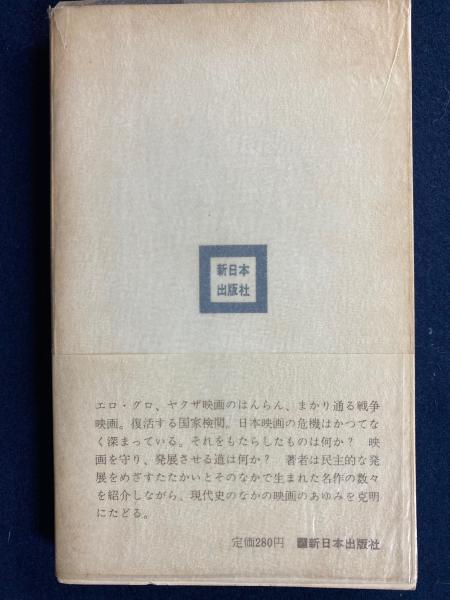 新日本
出版社
エロ・グロ、ヤクザ映画のはんらん、まかり通る戦争
映画。復活する国家検閲。日本映画の危機はかつてな
く深まっている。それをもたらしたものは何か? 映
画を守り、発展させる道は何か? 著者は民主的な発
展をめざすたたかいとそのなかで生まれた名作の数々
を紹介しながら、現代史のなかの映画のあゆみを克明
にたどる。
定価280円 新日本出版社